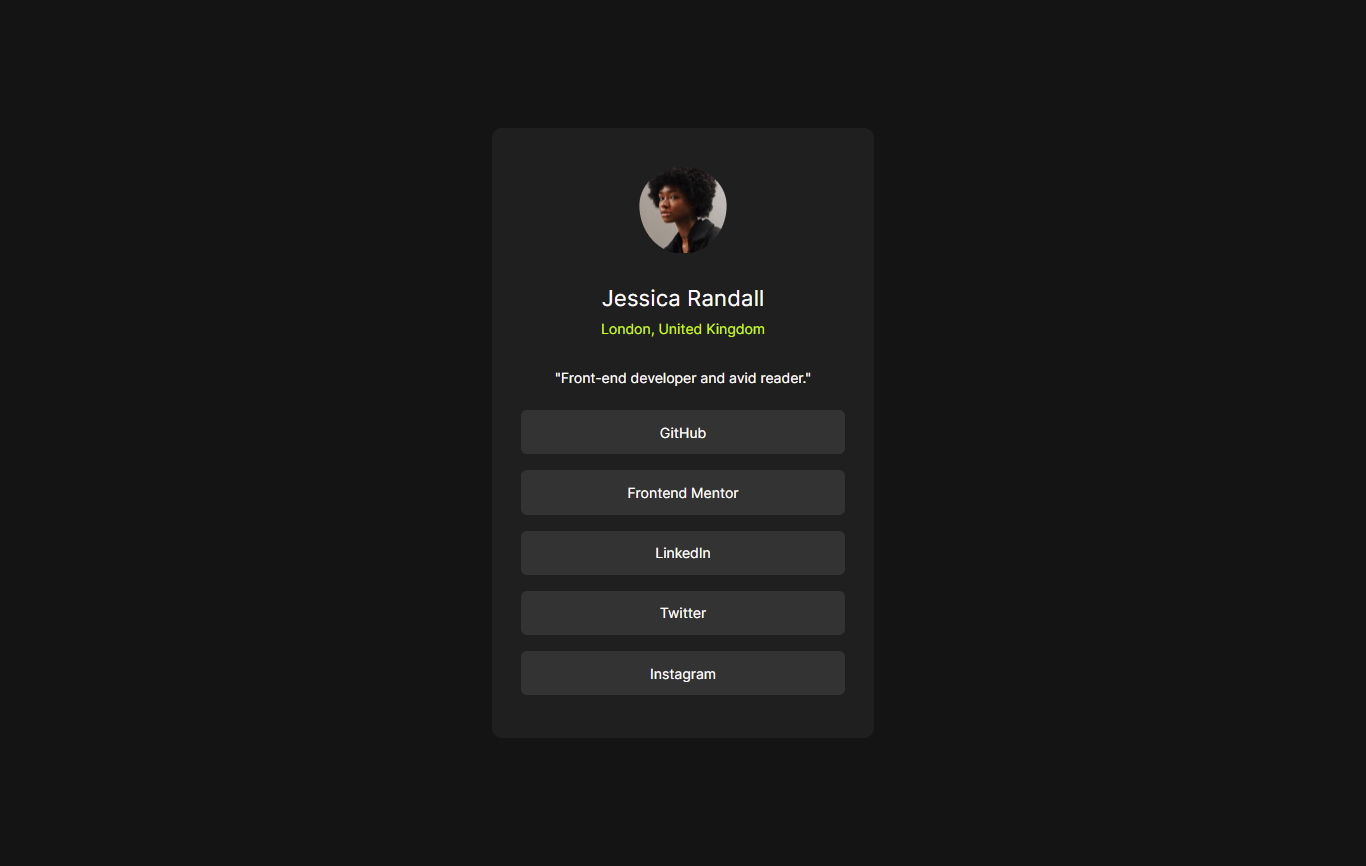 Jessica Randall
London, United Kingdom
"Front-end developer and avid reader."
GitHub
Frontend Mentor
LinkedIn
Twitter
Instagram